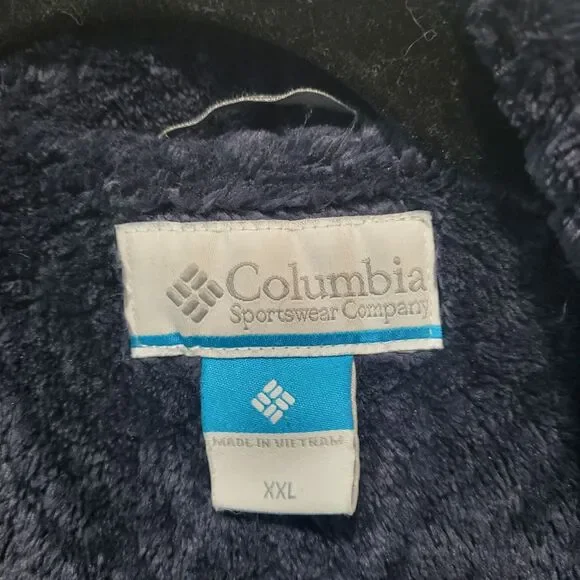 Columbia
Sportswear Company
MADE IN VIETNAM
XXL